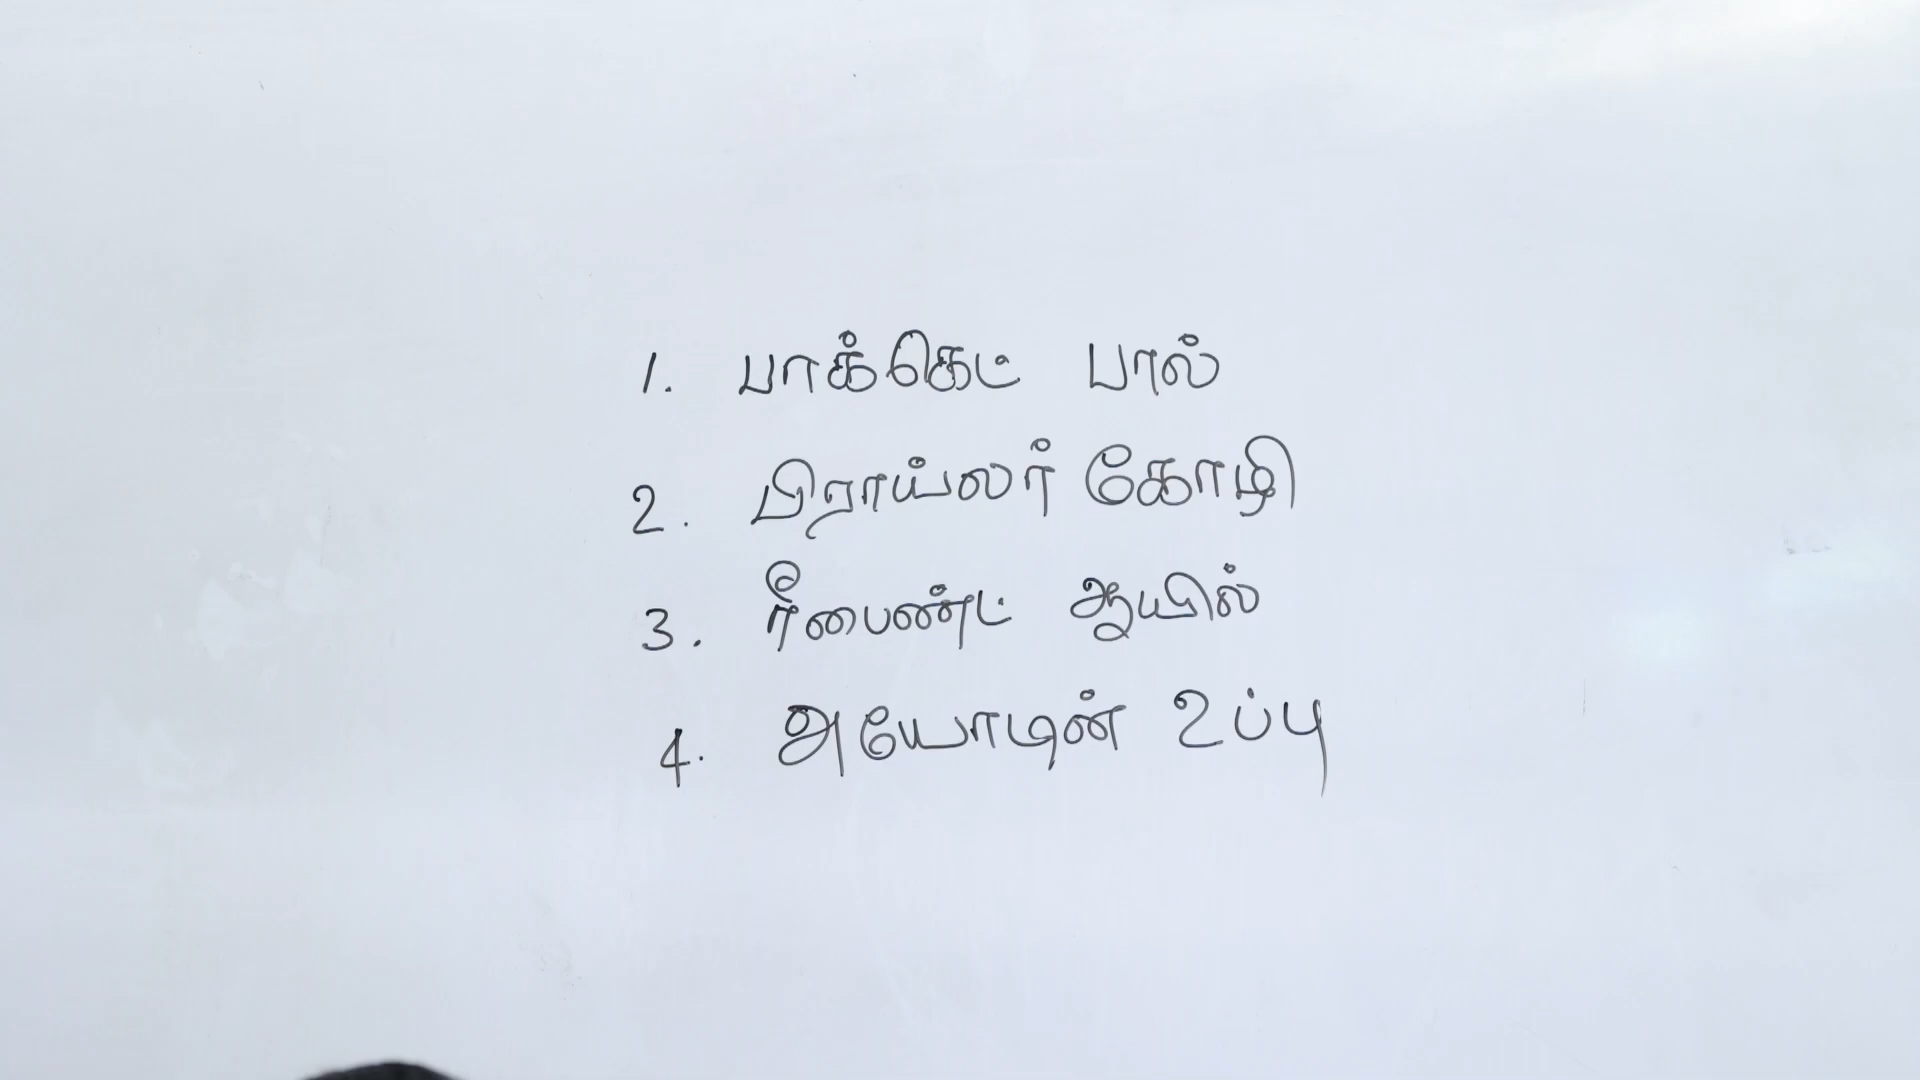 1. பாக்கெட் பால்
2. பிராய்லர் கோழி
3. ரீபைண்ட் ஆயில்
4. அயோடின் உப்பு